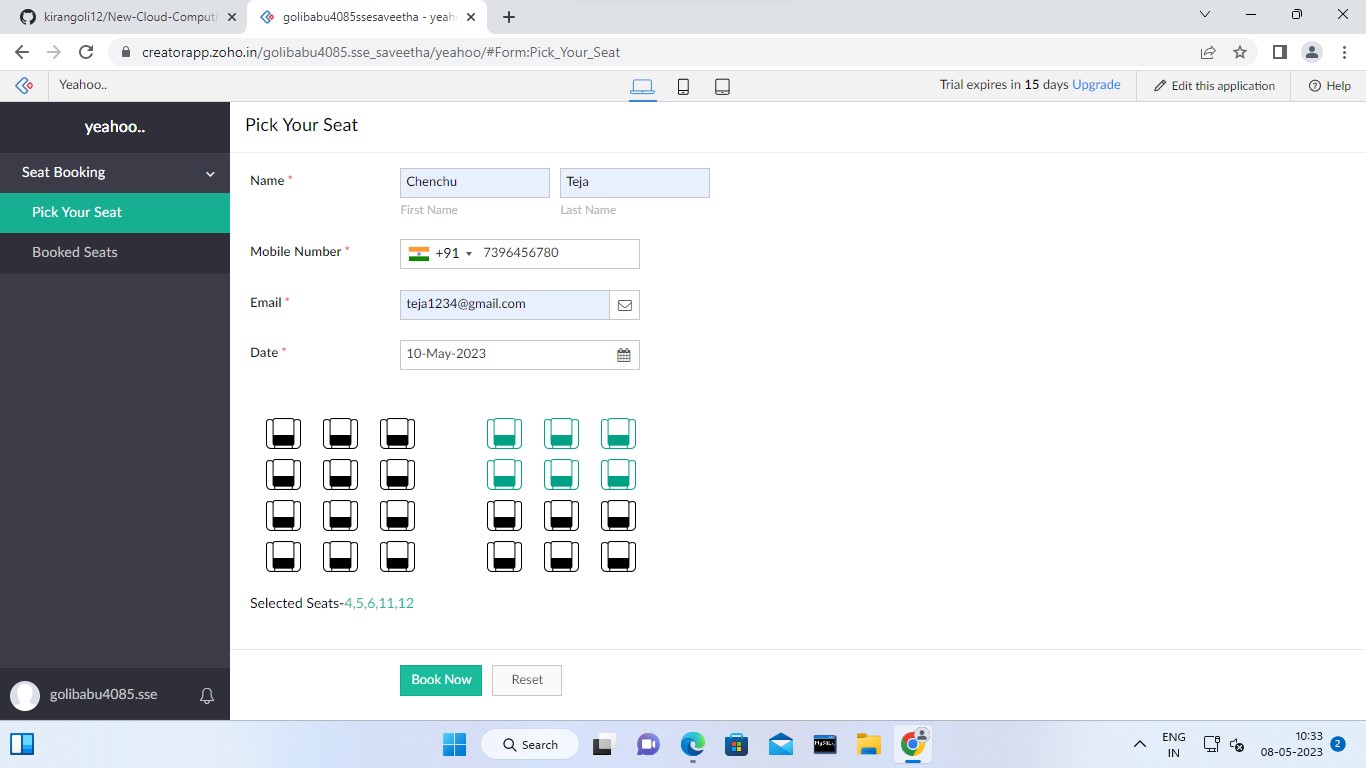 kirangoli12/New-Cloud-Computi
golibabu4085ssesaveetha - yeaho
creatorapp.zoho.in/golibabu4085.sse_saveetha/yeahoo/#Form:Pick_Your_Seat
Yeahoo..
Trial expires in 15 days Upgrade
Edit this application
Help
yeahoo..
Seat Booking
Pick Your Seat
Booked Seats
golibabu4085.sse
Pick Your Seat
Name *
Chenchu
Teja
First Name
Last Name
Mobile Number *
+91
7396456780
Email *
teja1234@gmail.com
Date *
10-May-2023
Selected Seats-4,5,6,11,12
Book Now
Reset
Search
MySQL
ENG
IN
10:33
08-05-2023
2